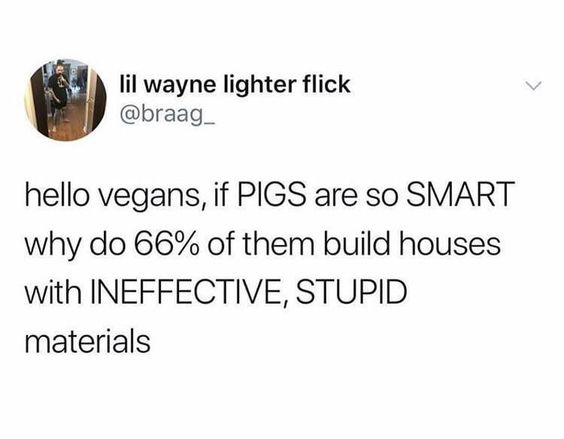 lil wayne lighter flick
@braag_
hello vegans, if PIGS are so SMART
why do 66% of them build houses
with INEFFECTIVE, STUPID
materials